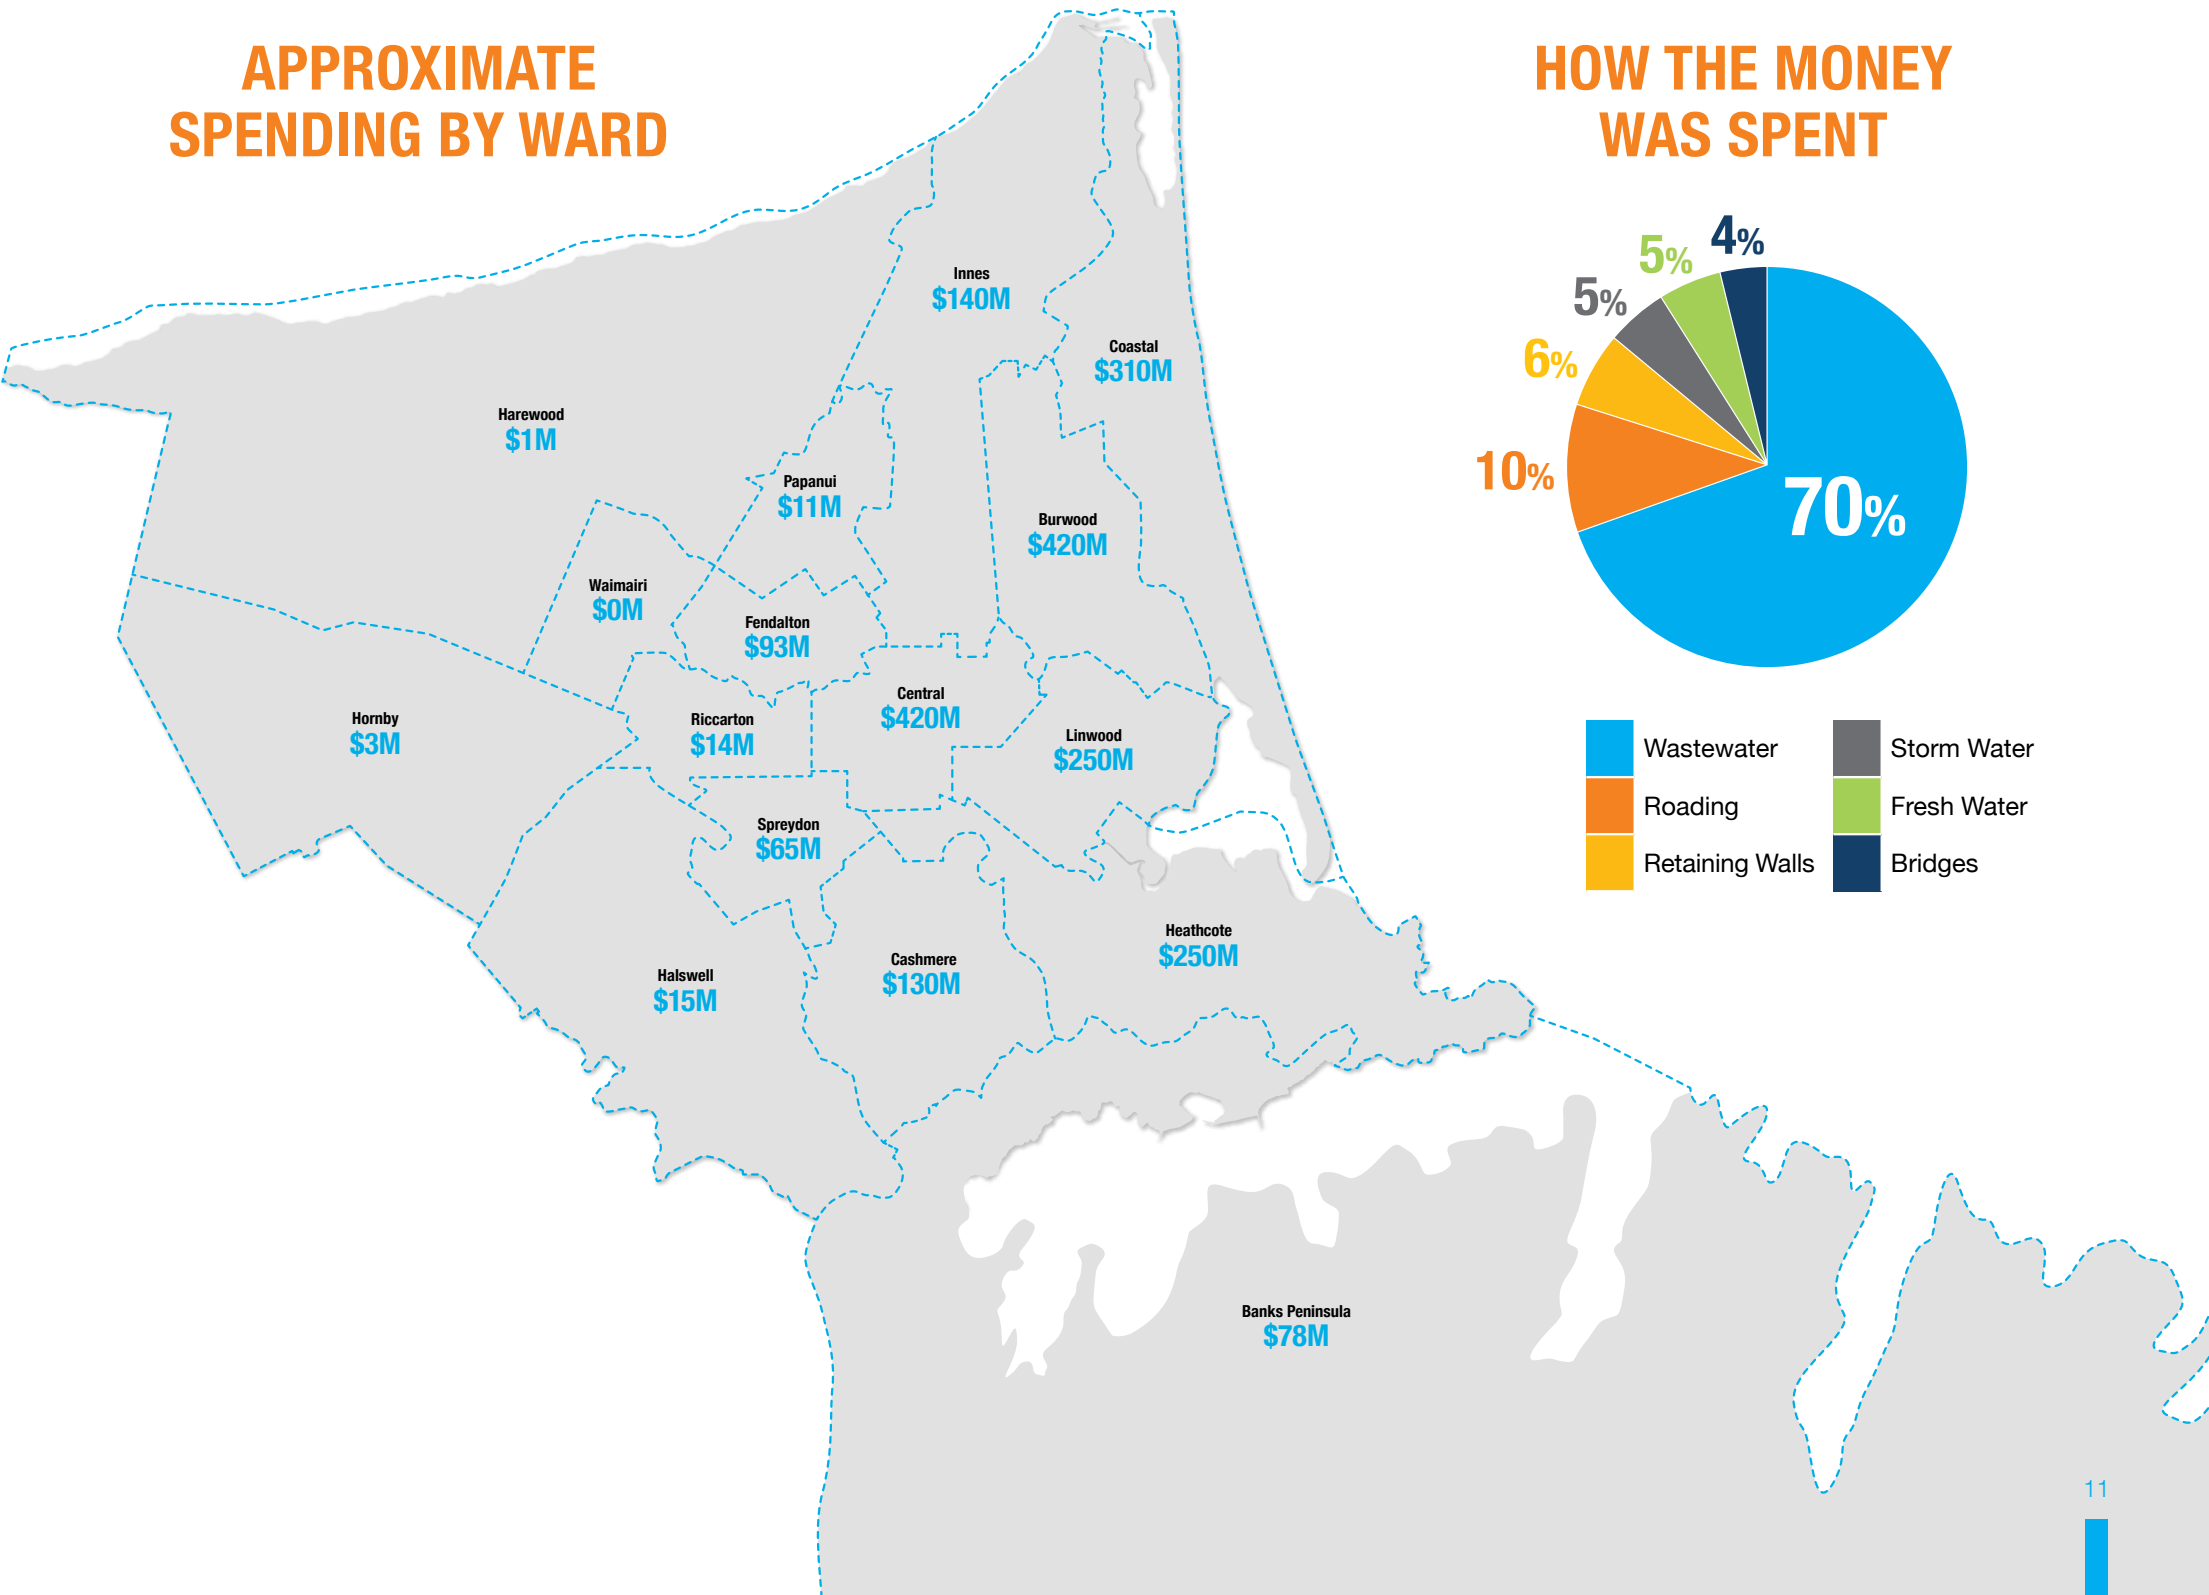 APPROXIMATE
SPENDING BY WARD
HOW THE MONEY
WAS SPENT
Innes
$140M
Coastal
$310M
Harewood
$1M
Papanui
$11M
Burwood
$420M
Waimairi
$0M
Fendalton
$93M
Central
$420M
Hornby
$3M
Riccarton
$14M
Linwood
$250M
Spreydon
$65M
Heathcote
$250M
Cashmere
$130M
Halswell
$15M
Banks Peninsula
$78M
4%
5%
5%
6%
10%
70%
Wastewater
Roading
Retaining Walls
Storm Water
Fresh Water
Bridges
11